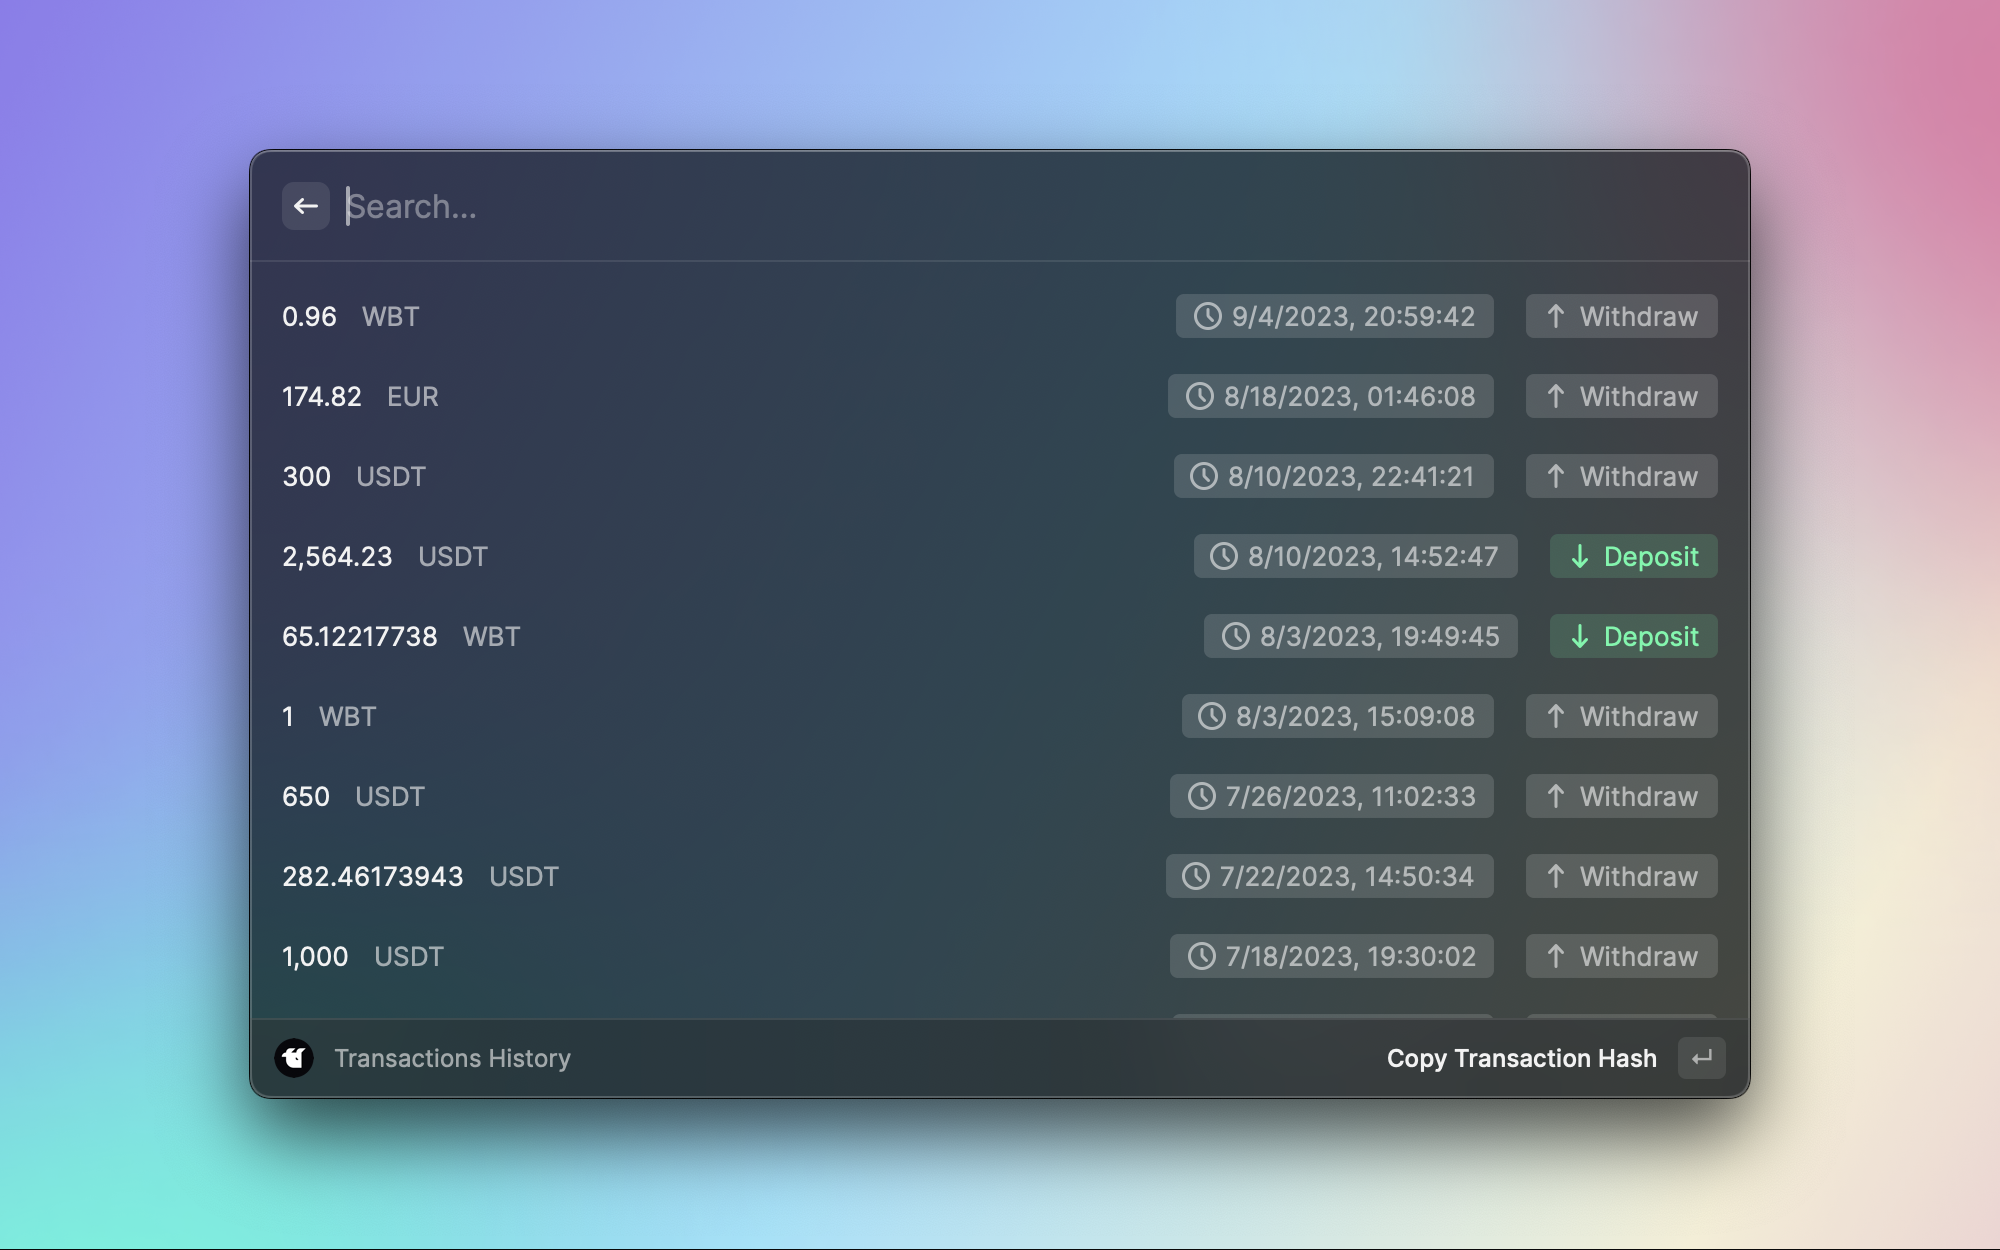 Search...
0.96 WBT 9/4/2023, 20:59:42 Withdraw
174.82 EUR 8/18/2023, 01:46:08 Withdraw
300 USDT 8/10/2023, 22:41:21 Withdraw
2,564.23 USDT 8/10/2023, 14:52:47 Deposit
65.12217738 WBT 8/3/2023, 19:49:45 Deposit
1 WBT 8/3/2023, 15:09:08 Withdraw
650 USDT 7/26/2023, 11:02:33 Withdraw
282.46173943 USDT 7/22/2023, 14:50:34 Withdraw
1,000 USDT 7/18/2023, 19:30:02 Withdraw
Transactions History Copy Transaction Hash